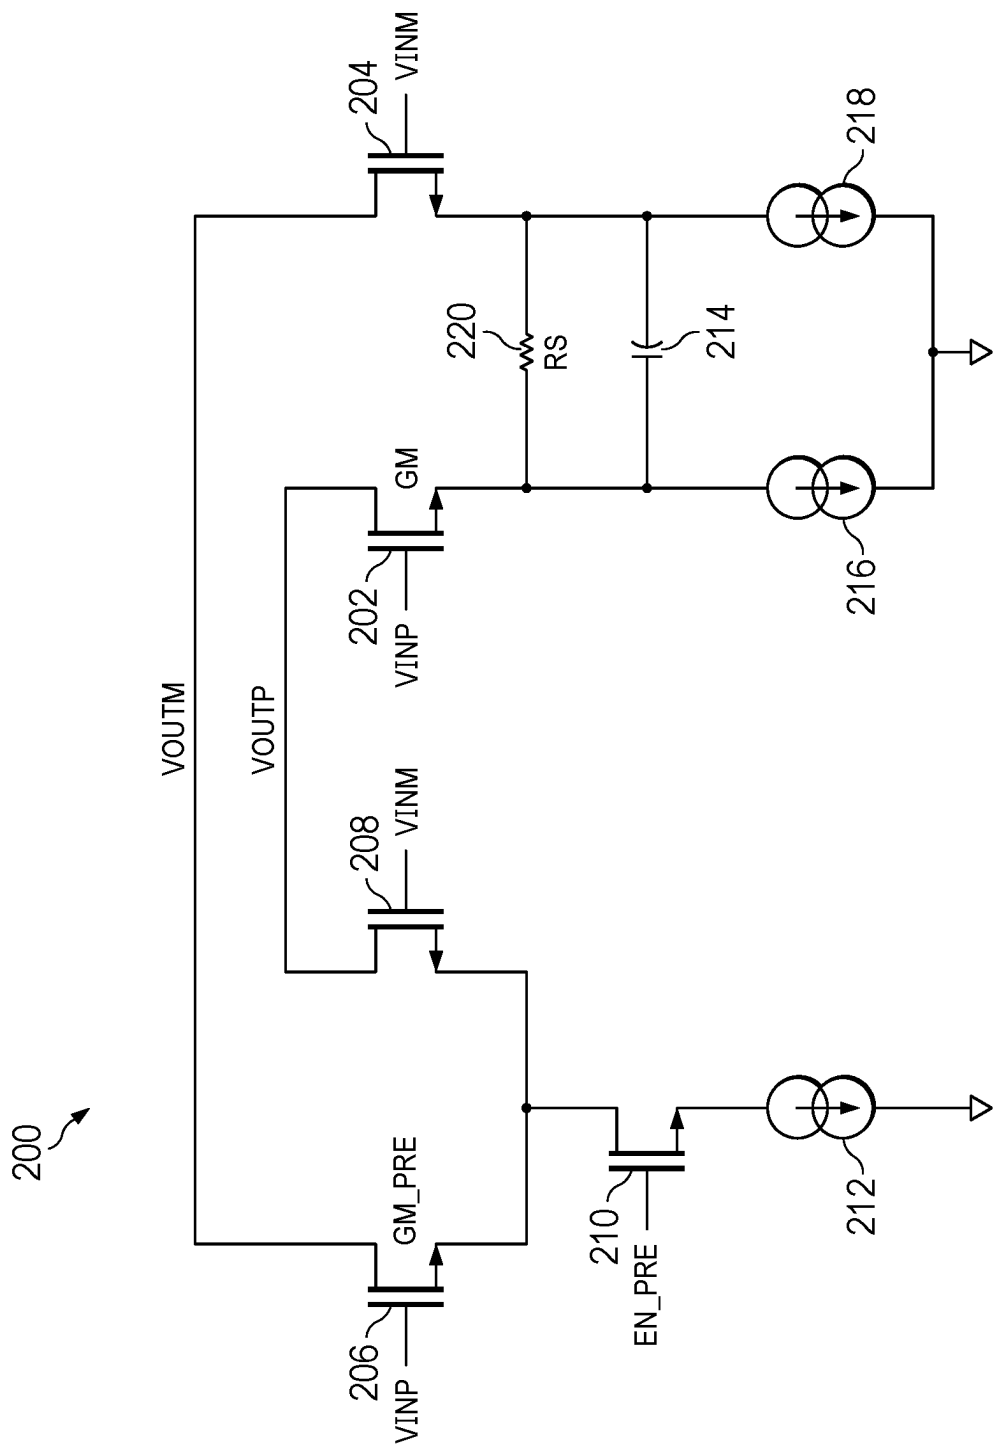 200
VOUTM
VOUTP
206
VINP
GM_PRE
208
VINM
202
VINP
GM
204
VINM
210
EN_PRE
220
RS
214
212
216
218